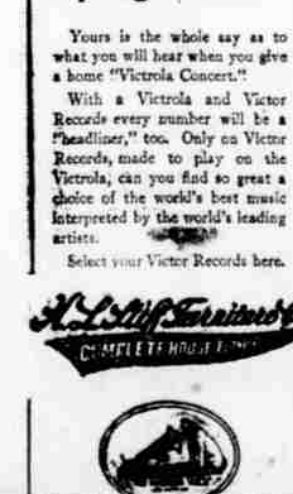 Yours is the whole say as to
what you will hear when you give
a home "Victrola Concert."
With a Victrola and Victor
Records every number will be a
"headliner," too. Only on Victor
Records, made to play on the
Victrola, can you find so great a
choice of the world's best music
interpreted by the world's leading
artists.
Select your Victor Records here.
H. L. Stiff Furniture
COMPLETE HOUSE